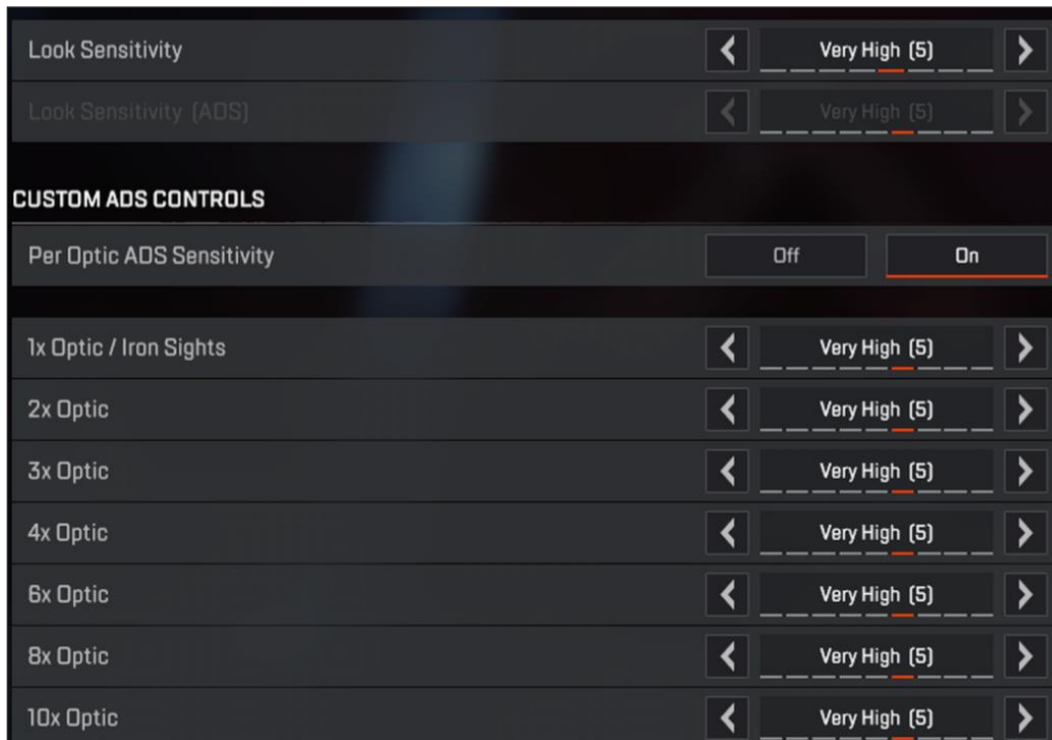 Look Sensitivity Very High (5)
Look Sensitivity (ADS) Very High (5)
CUSTOM ADS CONTROLS
Per Optic ADS Sensitivity Off On
1x Optic / Iron Sights Very High (5)
2x Optic Very High (5)
3x Optic Very High (5)
4x Optic Very High (5)
6x Optic Very High (5)
8x Optic Very High (5)
10x Optic Very High (5)